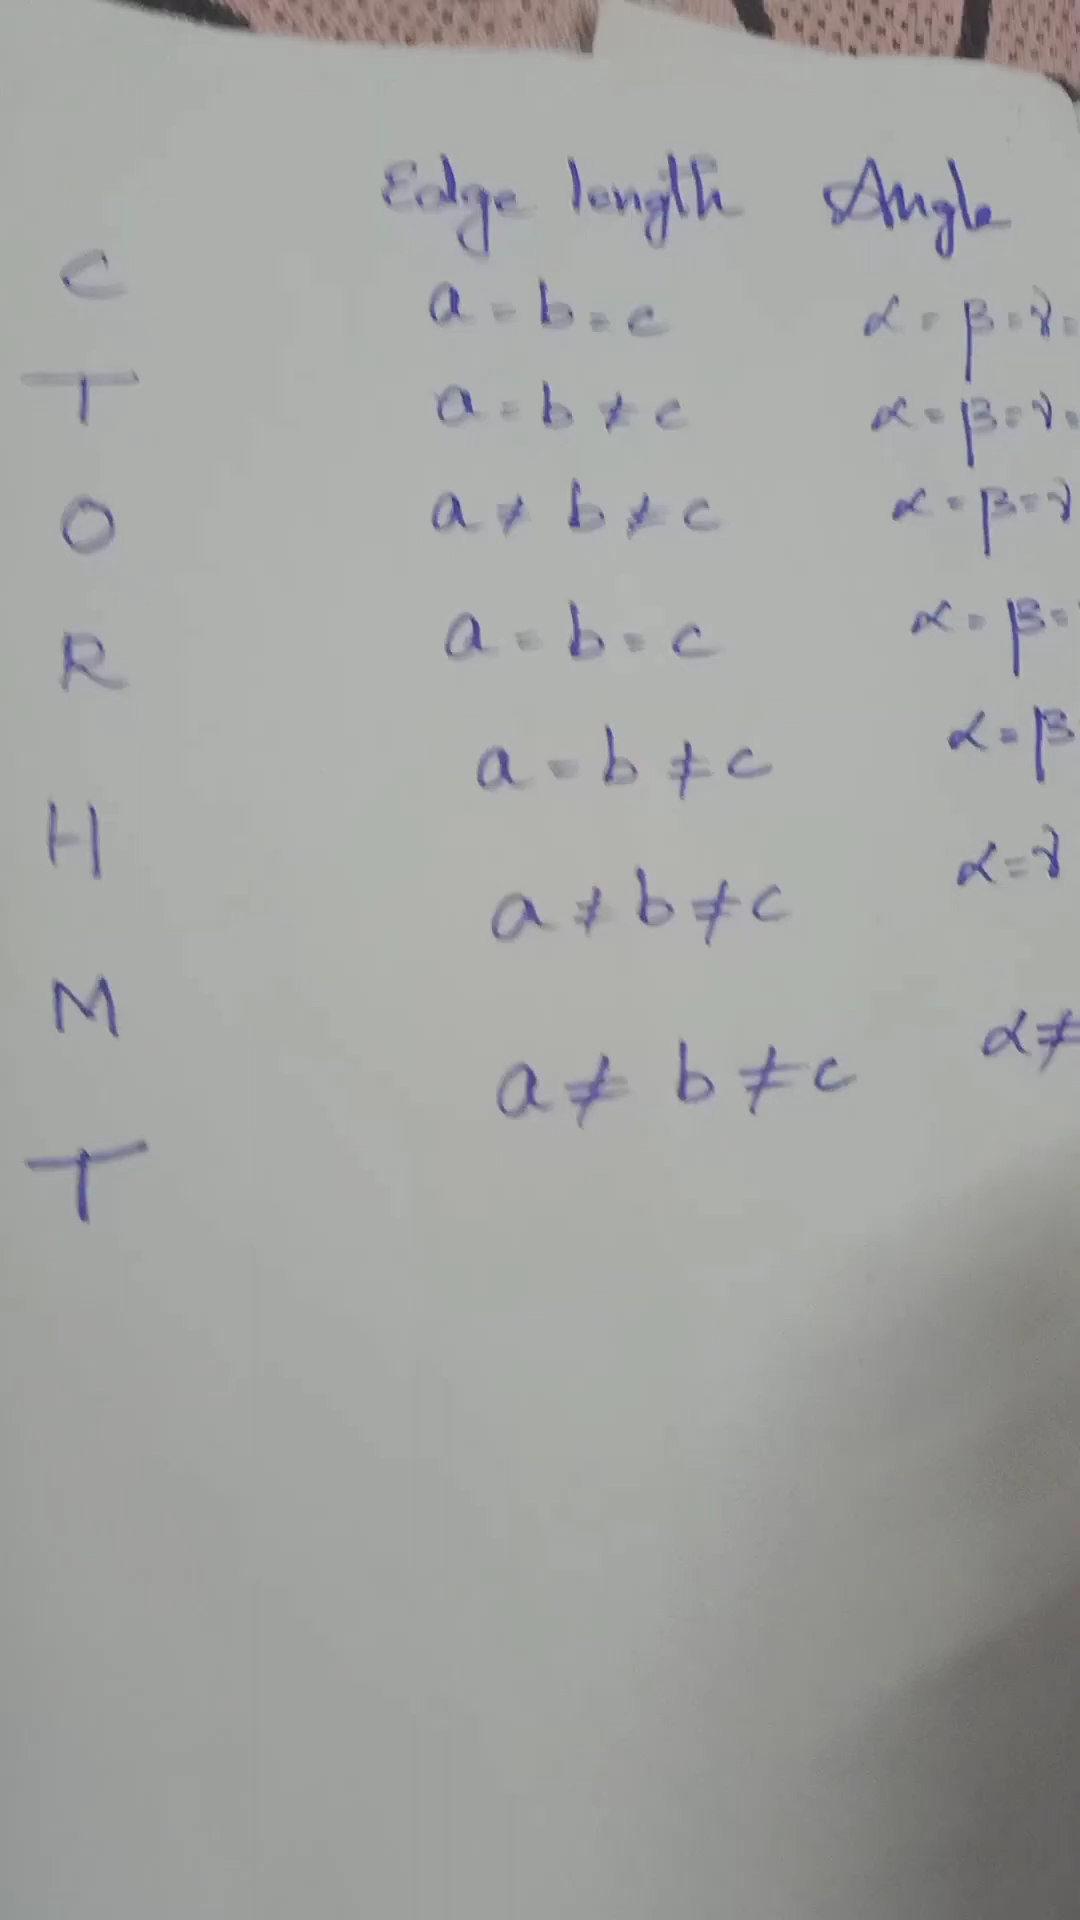 Edge length Angle
C a = b = c α = β = γ =
T a = b ≠ c α = β = γ =
O a ≠ b ≠ c α = β = γ
R a = b = c α = β =
H a = b ≠ c α = β
M a ≠ b ≠ c α = γ
T a ≠ b ≠ c α ≠